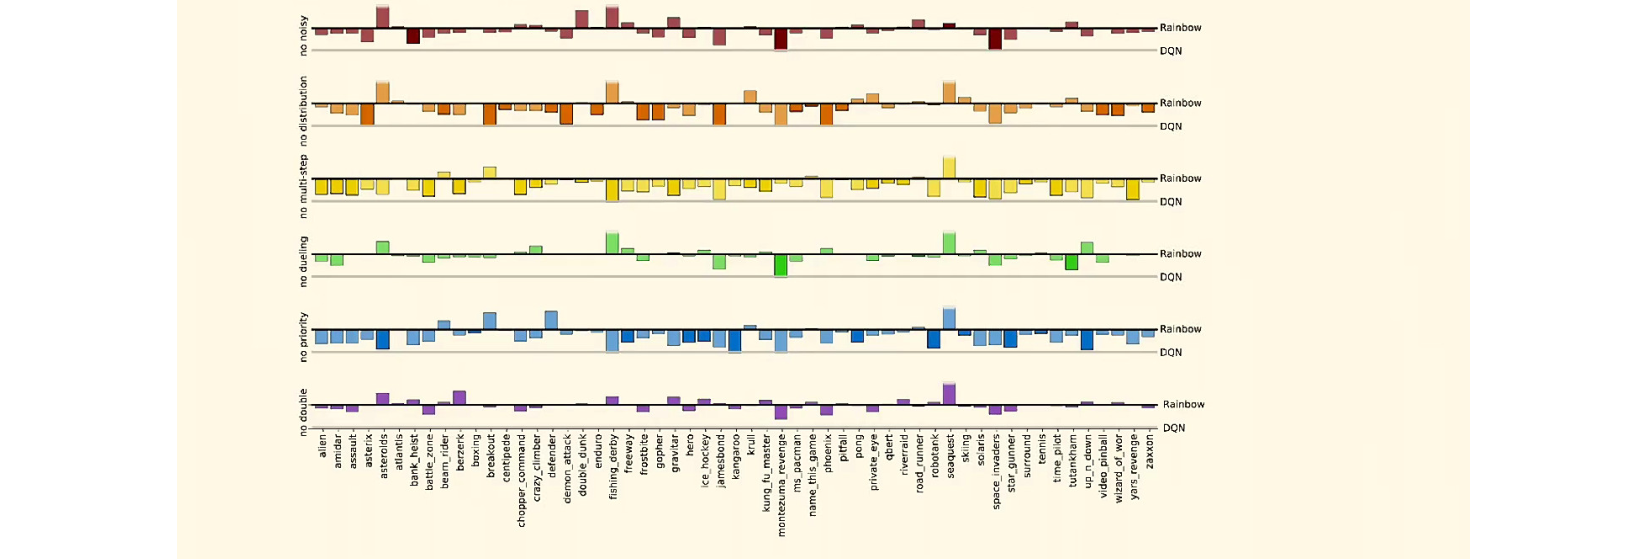 no noisy
Rainbow
DQN
no distribution
Rainbow
DQN
no multi-step
Rainbow
DQN
no dueling
Rainbow
DQN
no priority
Rainbow
DQN
no double
Rainbow
DQN
alien
amidar
assault
asterix
asteroids
atlantis
bank_heist
battle_zone
beam_rider
berzerk
boxing
breakout
centipede
chopper_command
crazy_climber
defender
demon_attack
double_dunk
enduro
fishing_derby
freeway
frostbite
gopher
gravitar
hero
ice_hockey
jamesbond
kangaroo
krull
kung_fu_master
montezuma_revenge
ms_pacman
name_this_game
phoenix
pitfall
pong
private_eye
qbert
riverraid
road_runner
robotank
seaquest
skiing
solaris
space_invaders
star_gunner
surround
tennis
time_pilot
tutankham
up_n_down
video_pinball
wizard_of_wor
yars_revenge
zaxxon